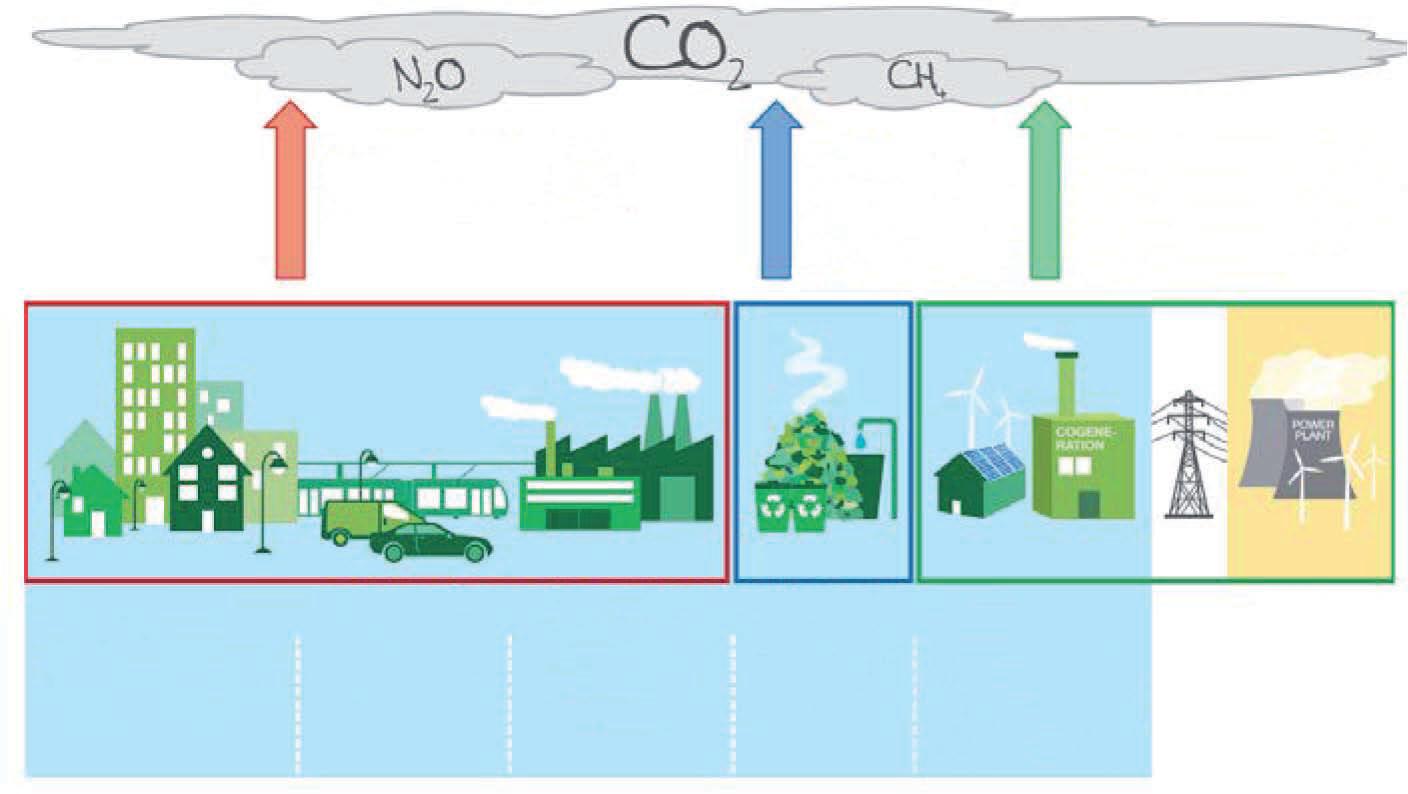 CO₂
N₂O
CH₄
COGENE-
RATION
POWER
PLANT